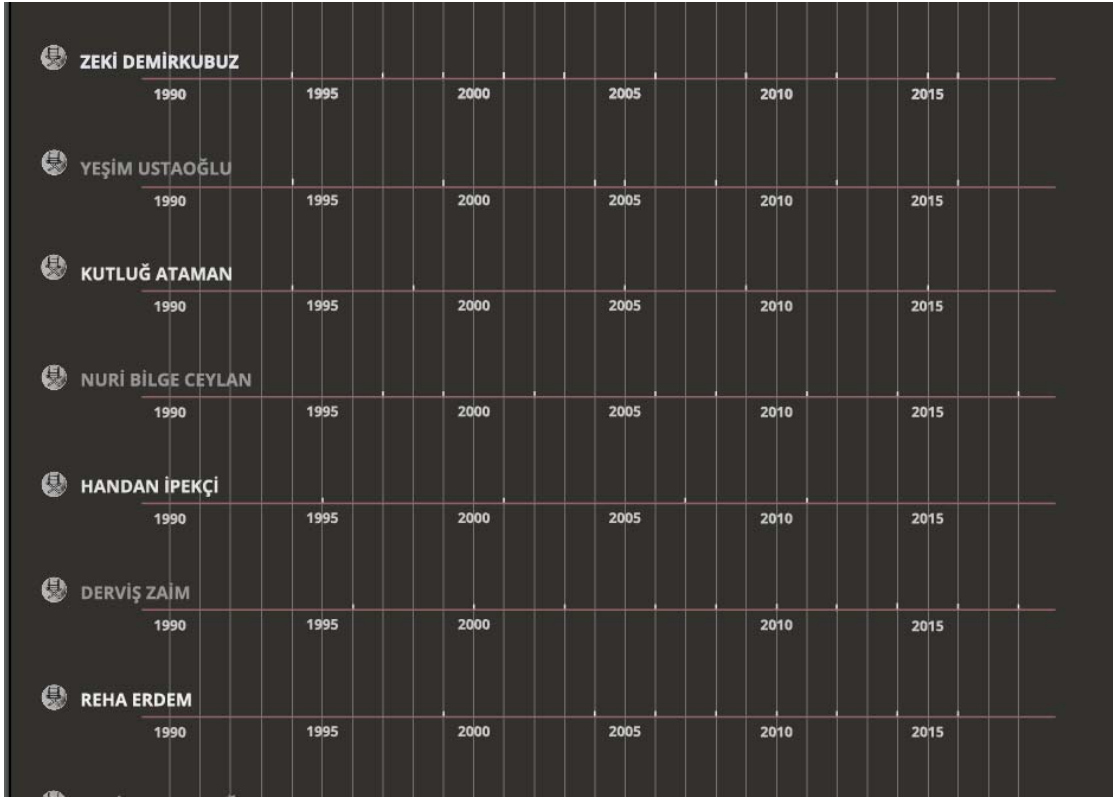 ZEKİ DEMİRKUBUZ
1990 1995 2000 2005 2010 2015
YEŞİM USTAOĞLU
1990 1995 2000 2005 2010 2015
KUTLUĞ ATAMAN
1990 1995 2000 2005 2010 2015
NURİ BİLGE CEYLAN
1990 1995 2000 2005 2010 2015
HANDAN İPEKÇİ
1990 1995 2000 2005 2010 2015
DERVİŞ ZAİM
1990 1995 2000 2010 2015
REHA ERDEM
1990 1995 2000 2005 2010 2015